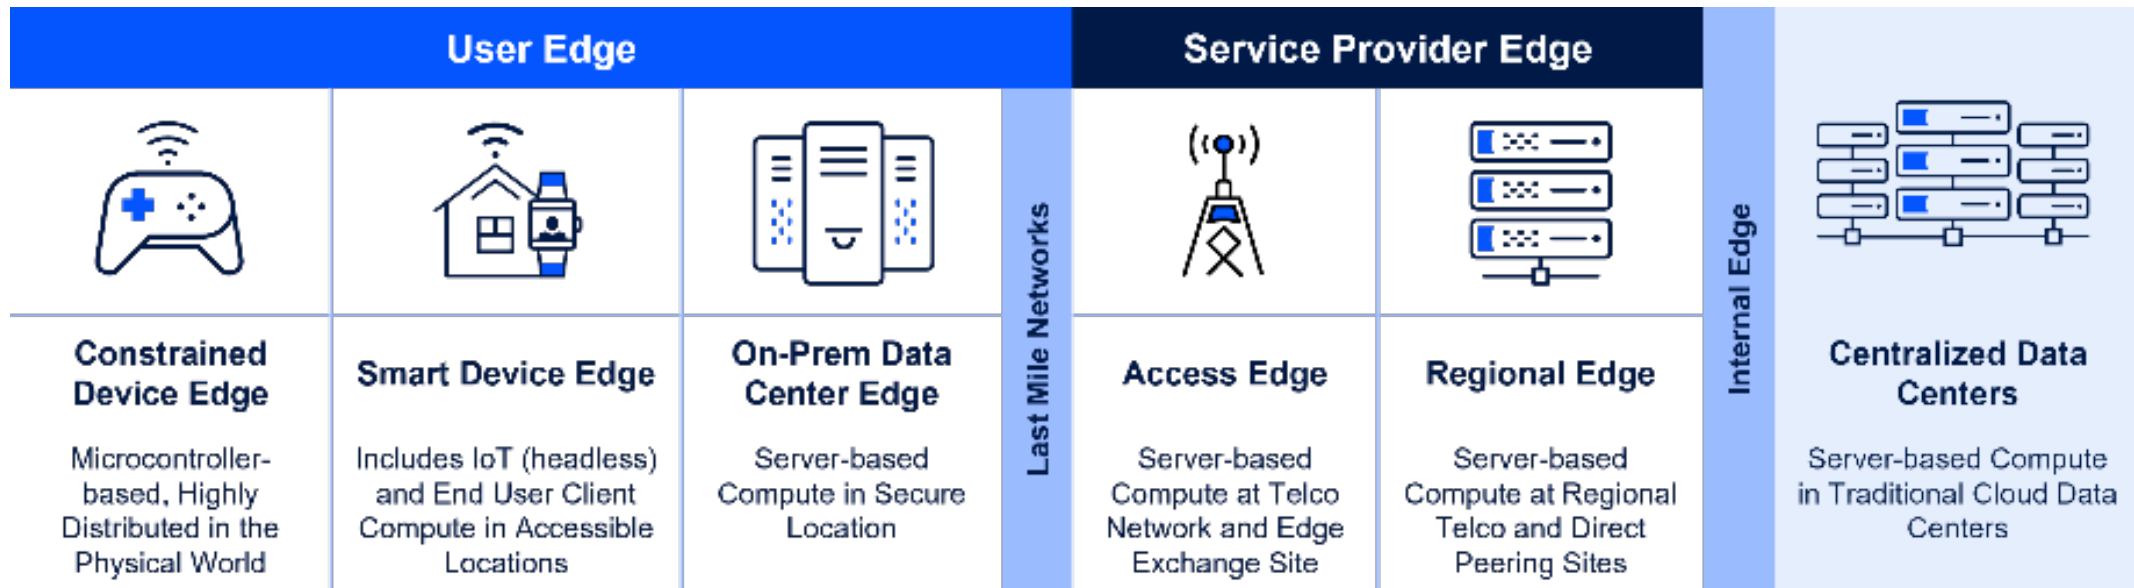 User Edge
Service Provider Edge
Constrained
Device Edge
Microcontroller-
based, Highly
Distributed in the
Physical World
Smart Device Edge
Includes IoT (headless)
and End User Client
Compute in Accessible
Locations
On-Prem Data
Center Edge
Server-based
Compute in Secure
Location
Last Mile Networks
Access Edge
Server-based
Compute at Telco
Network and Edge
Exchange Site
Regional Edge
Server-based
Compute at Regional
Telco and Direct
Peering Sites
Internal Edge
Centralized Data
Centers
Server-based Compute
in Traditional Cloud Data
Centers